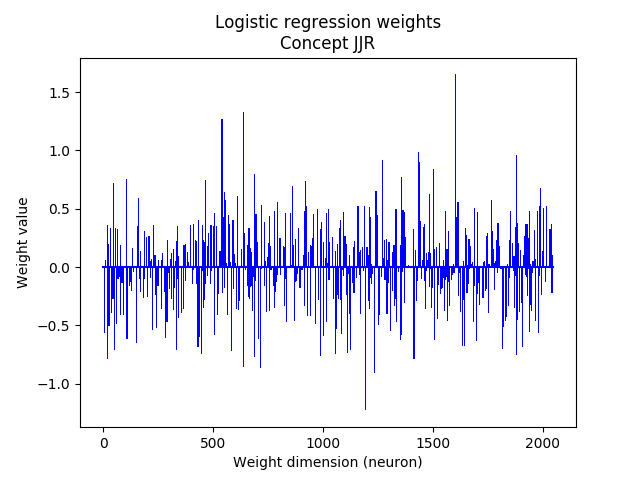 Logistic regression weights
Concept JJR
1.5
1.0
0.5
0.0
−0.5
−1.0
Weight value
0 500 1000 1500 2000
Weight dimension (neuron)